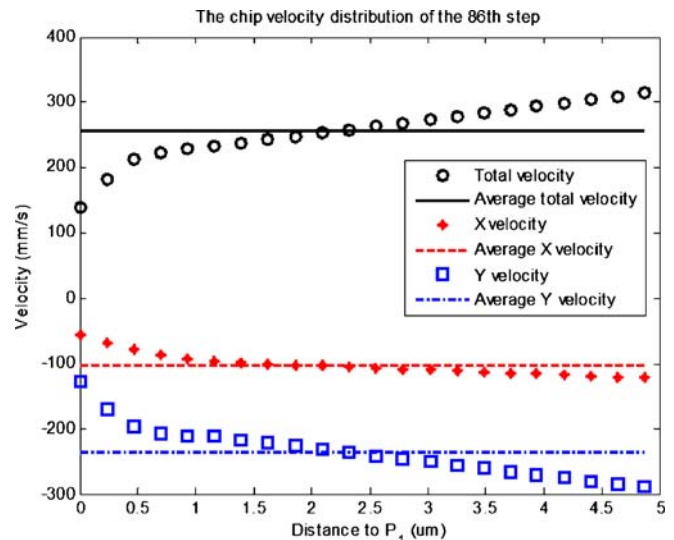 The chip velocity distribution of the 86th step
400
300
200
100
0
-100
-200
-300
Velocity (mm/s)
Total velocity
Average total velocity
X velocity
Average X velocity
Y velocity
Average Y velocity
0 0.5 1 1.5 2 2.5 3 3.5 4 4.5 5
Distance to P₁ (um)